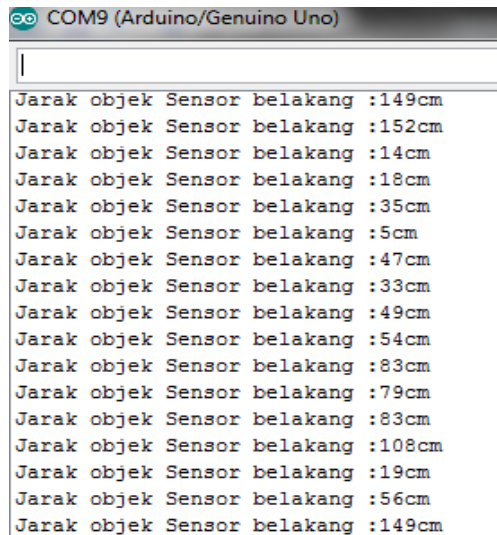 COM9 (Arduino/Genuino Uno)
Jarak objek Sensor belakang :149cm
Jarak objek Sensor belakang :152cm
Jarak objek Sensor belakang :14cm
Jarak objek Sensor belakang :18cm
Jarak objek Sensor belakang :35cm
Jarak objek Sensor belakang :5cm
Jarak objek Sensor belakang :47cm
Jarak objek Sensor belakang :33cm
Jarak objek Sensor belakang :49cm
Jarak objek Sensor belakang :54cm
Jarak objek Sensor belakang :83cm
Jarak objek Sensor belakang :79cm
Jarak objek Sensor belakang :83cm
Jarak objek Sensor belakang :108cm
Jarak objek Sensor belakang :19cm
Jarak objek Sensor belakang :56cm
Jarak objek Sensor belakang :149cm